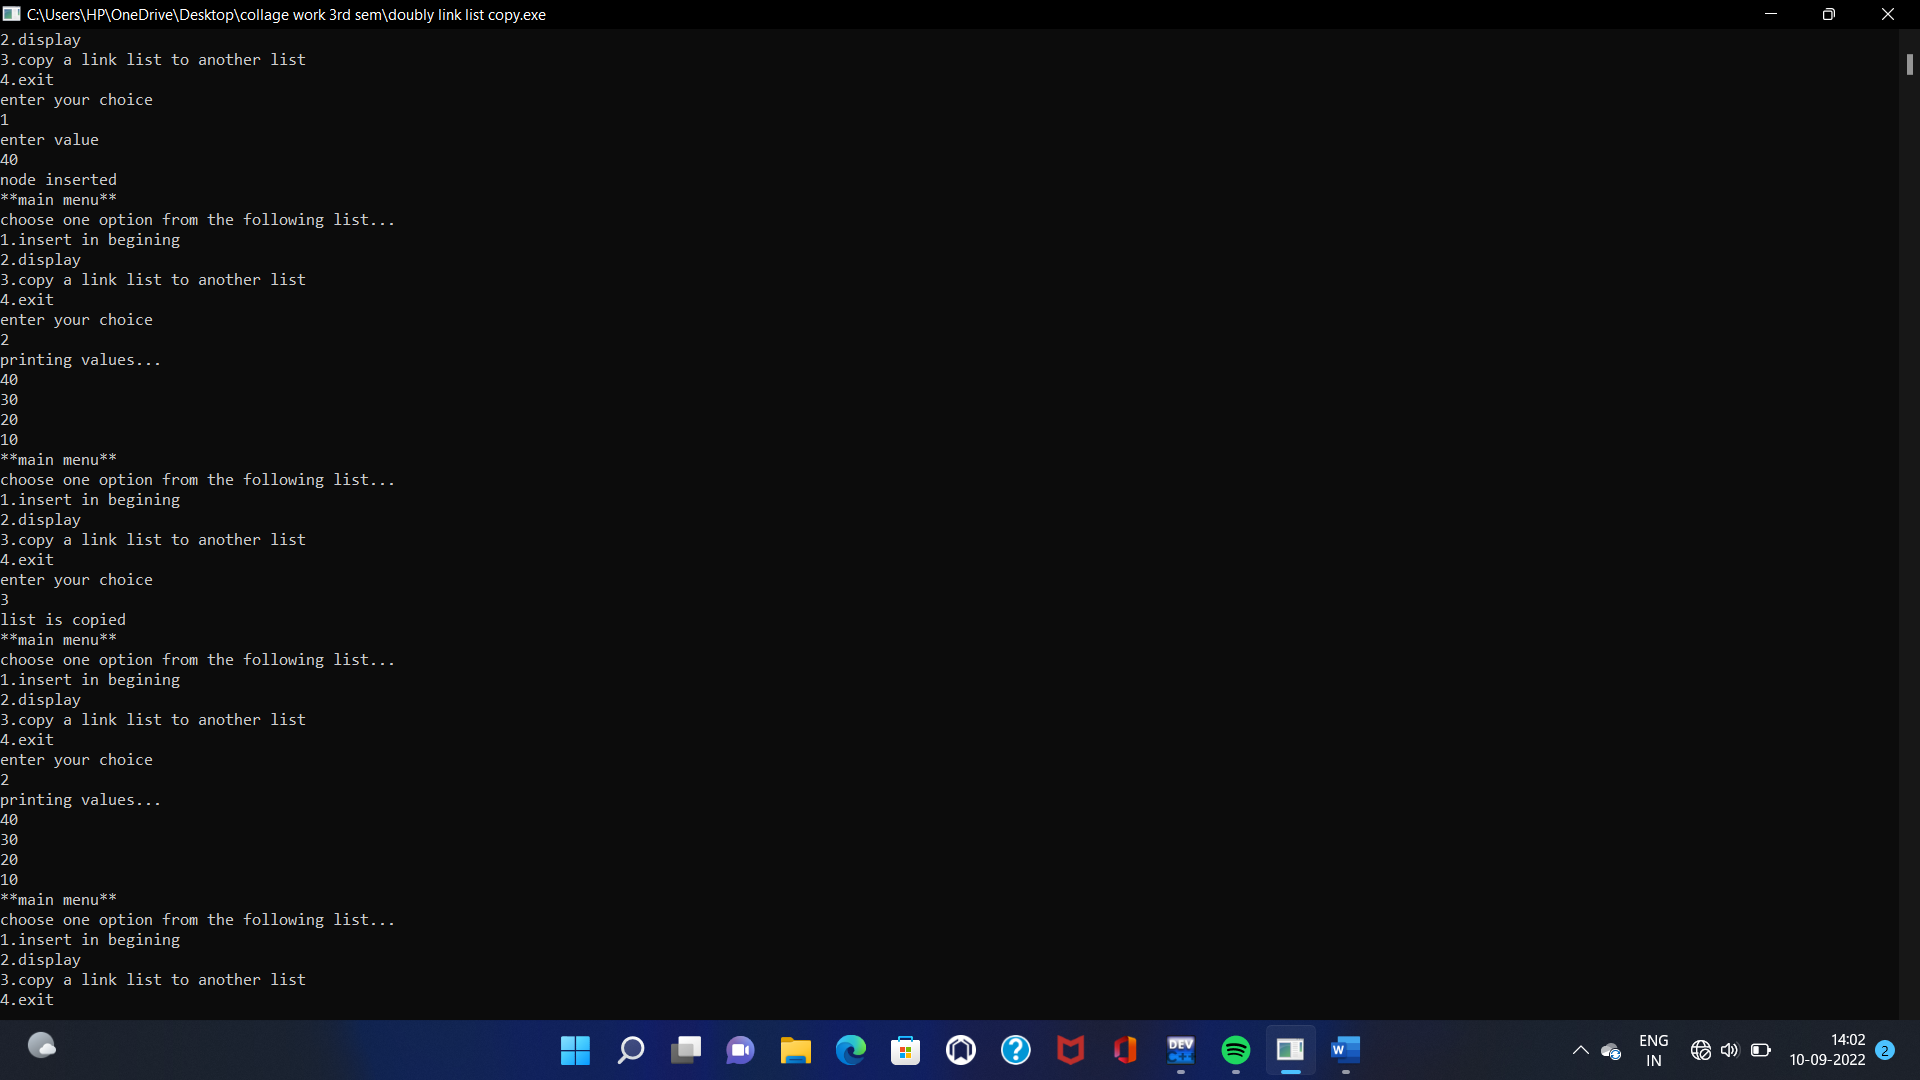 C:\Users\HP\OneDrive\Desktop\collage work 3rd sem\doubly link list copy.exe
2.display
3.copy a link list to another list
4.exit
enter your choice
1
enter value
40
node inserted
**main menu**
choose one option from the following list...
1.insert in begining
2.display
3.copy a link list to another list
4.exit
enter your choice
2
printing values...
40
30
20
10
**main menu**
choose one option from the following list...
1.insert in begining
2.display
3.copy a link list to another list
4.exit
enter your choice
3
list is copied
**main menu**
choose one option from the following list...
1.insert in begining
2.display
3.copy a link list to another list
4.exit
enter your choice
2
printing values...
40
30
20
10
**main menu**
choose one option from the following list...
1.insert in begining
2.display
3.copy a link list to another list
4.exit
DEV
C++
W
ENG
IN
14:02
10-09-2022
2